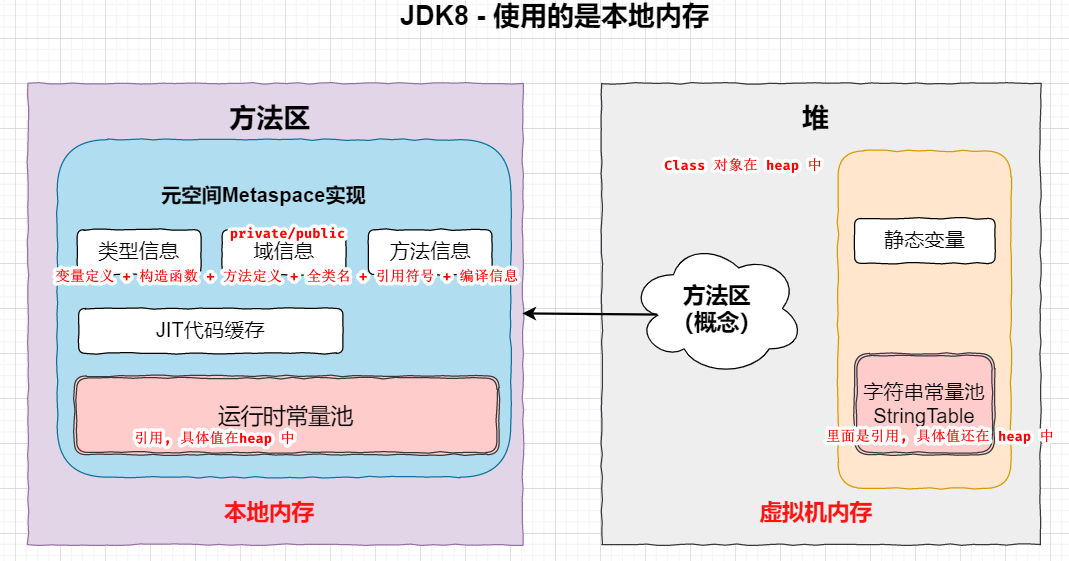 JDK8 - 使用的是本地内存
方法区
元空间Metaspace实现
private/public
类型信息
域信息
方法信息
变量定义 + 构造函数 + 方法定义 + 全类名 + 引用符号 + 编译信息
JIT代码缓存
运行时常量池
引用，具体值在heap 中
本地内存
堆
Class 对象在 heap 中
静态变量
方法区
（概念）
字符串常量池
StringTable
里面是引用，具体值还在 heap 中
虚拟机内存